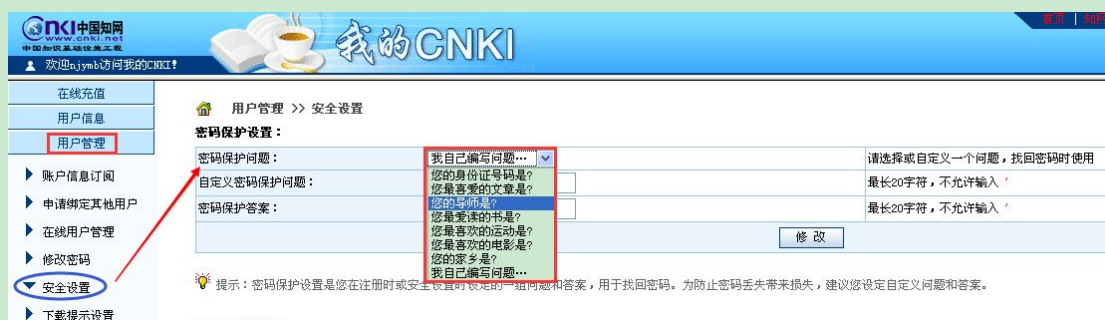 CNKI中国知网
www.cnki.net
中国知识基础设施工程
我的CNKI
首页 | 知网
欢迎njymb访问我的CNKI!
在线充值
用户信息
用户管理
账户信息订阅
申请绑定其他用户
在线用户管理
修改密码
安全设置
下载提示设置
用户管理 >> 安全设置
密码保护设置：
密码保护问题：
我自己编写问题…
请选择或自定义一个问题，找回密码时使用
自定义密码保护问题：
最长20字符，不允许输入 '
密码保护答案：
最长20字符，不允许输入 '
您的身份证号码是?
您最喜爱的文章是?
您的导师是?
您最爱读的书是?
您最喜欢的运动是?
您最喜欢的电影是?
您的家乡是?
我自己编写问题…
修 改
提示：密码保护设置是您在注册时或安全设置时设定的一组问题和答案，用于找回密码。为防止密码丢失带来损失，建议您设定自定义问题和答案。